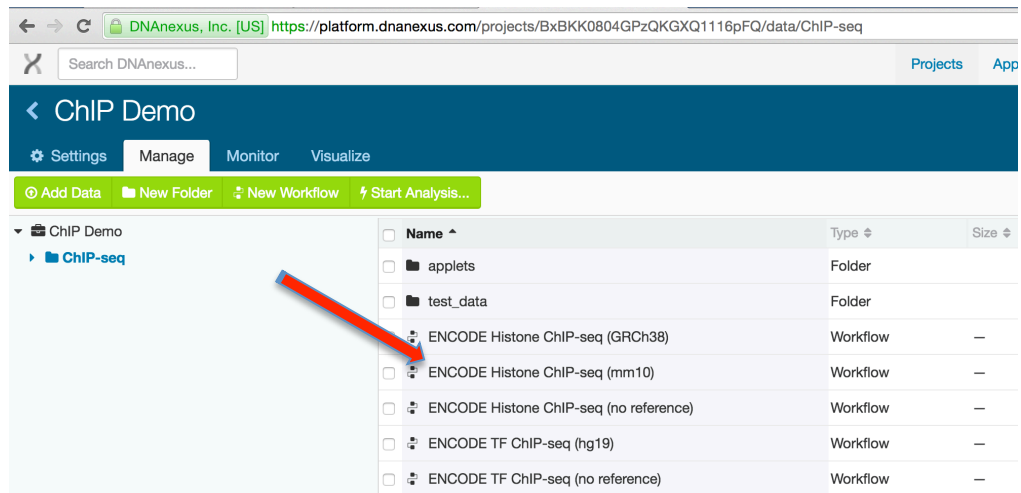 DNAnexus, Inc. [US] https://platform.dnanexus.com/projects/BxBKK0804GPzQKGXQ1116pFQ/data/ChIP-seq
Search DNAnexus... Projects App
ChIP Demo
Settings Manage Monitor Visualize
Add Data New Folder New Workflow Start Analysis...
ChIP Demo Name Type Size
ChIP-seq applets Folder
test_data Folder
ENCODE Histone ChIP-seq (GRCh38) Workflow —
ENCODE Histone ChIP-seq (mm10) Workflow —
ENCODE Histone ChIP-seq (no reference) Workflow —
ENCODE TF ChIP-seq (hg19) Workflow —
ENCODE TF ChIP-seq (no reference) Workflow —